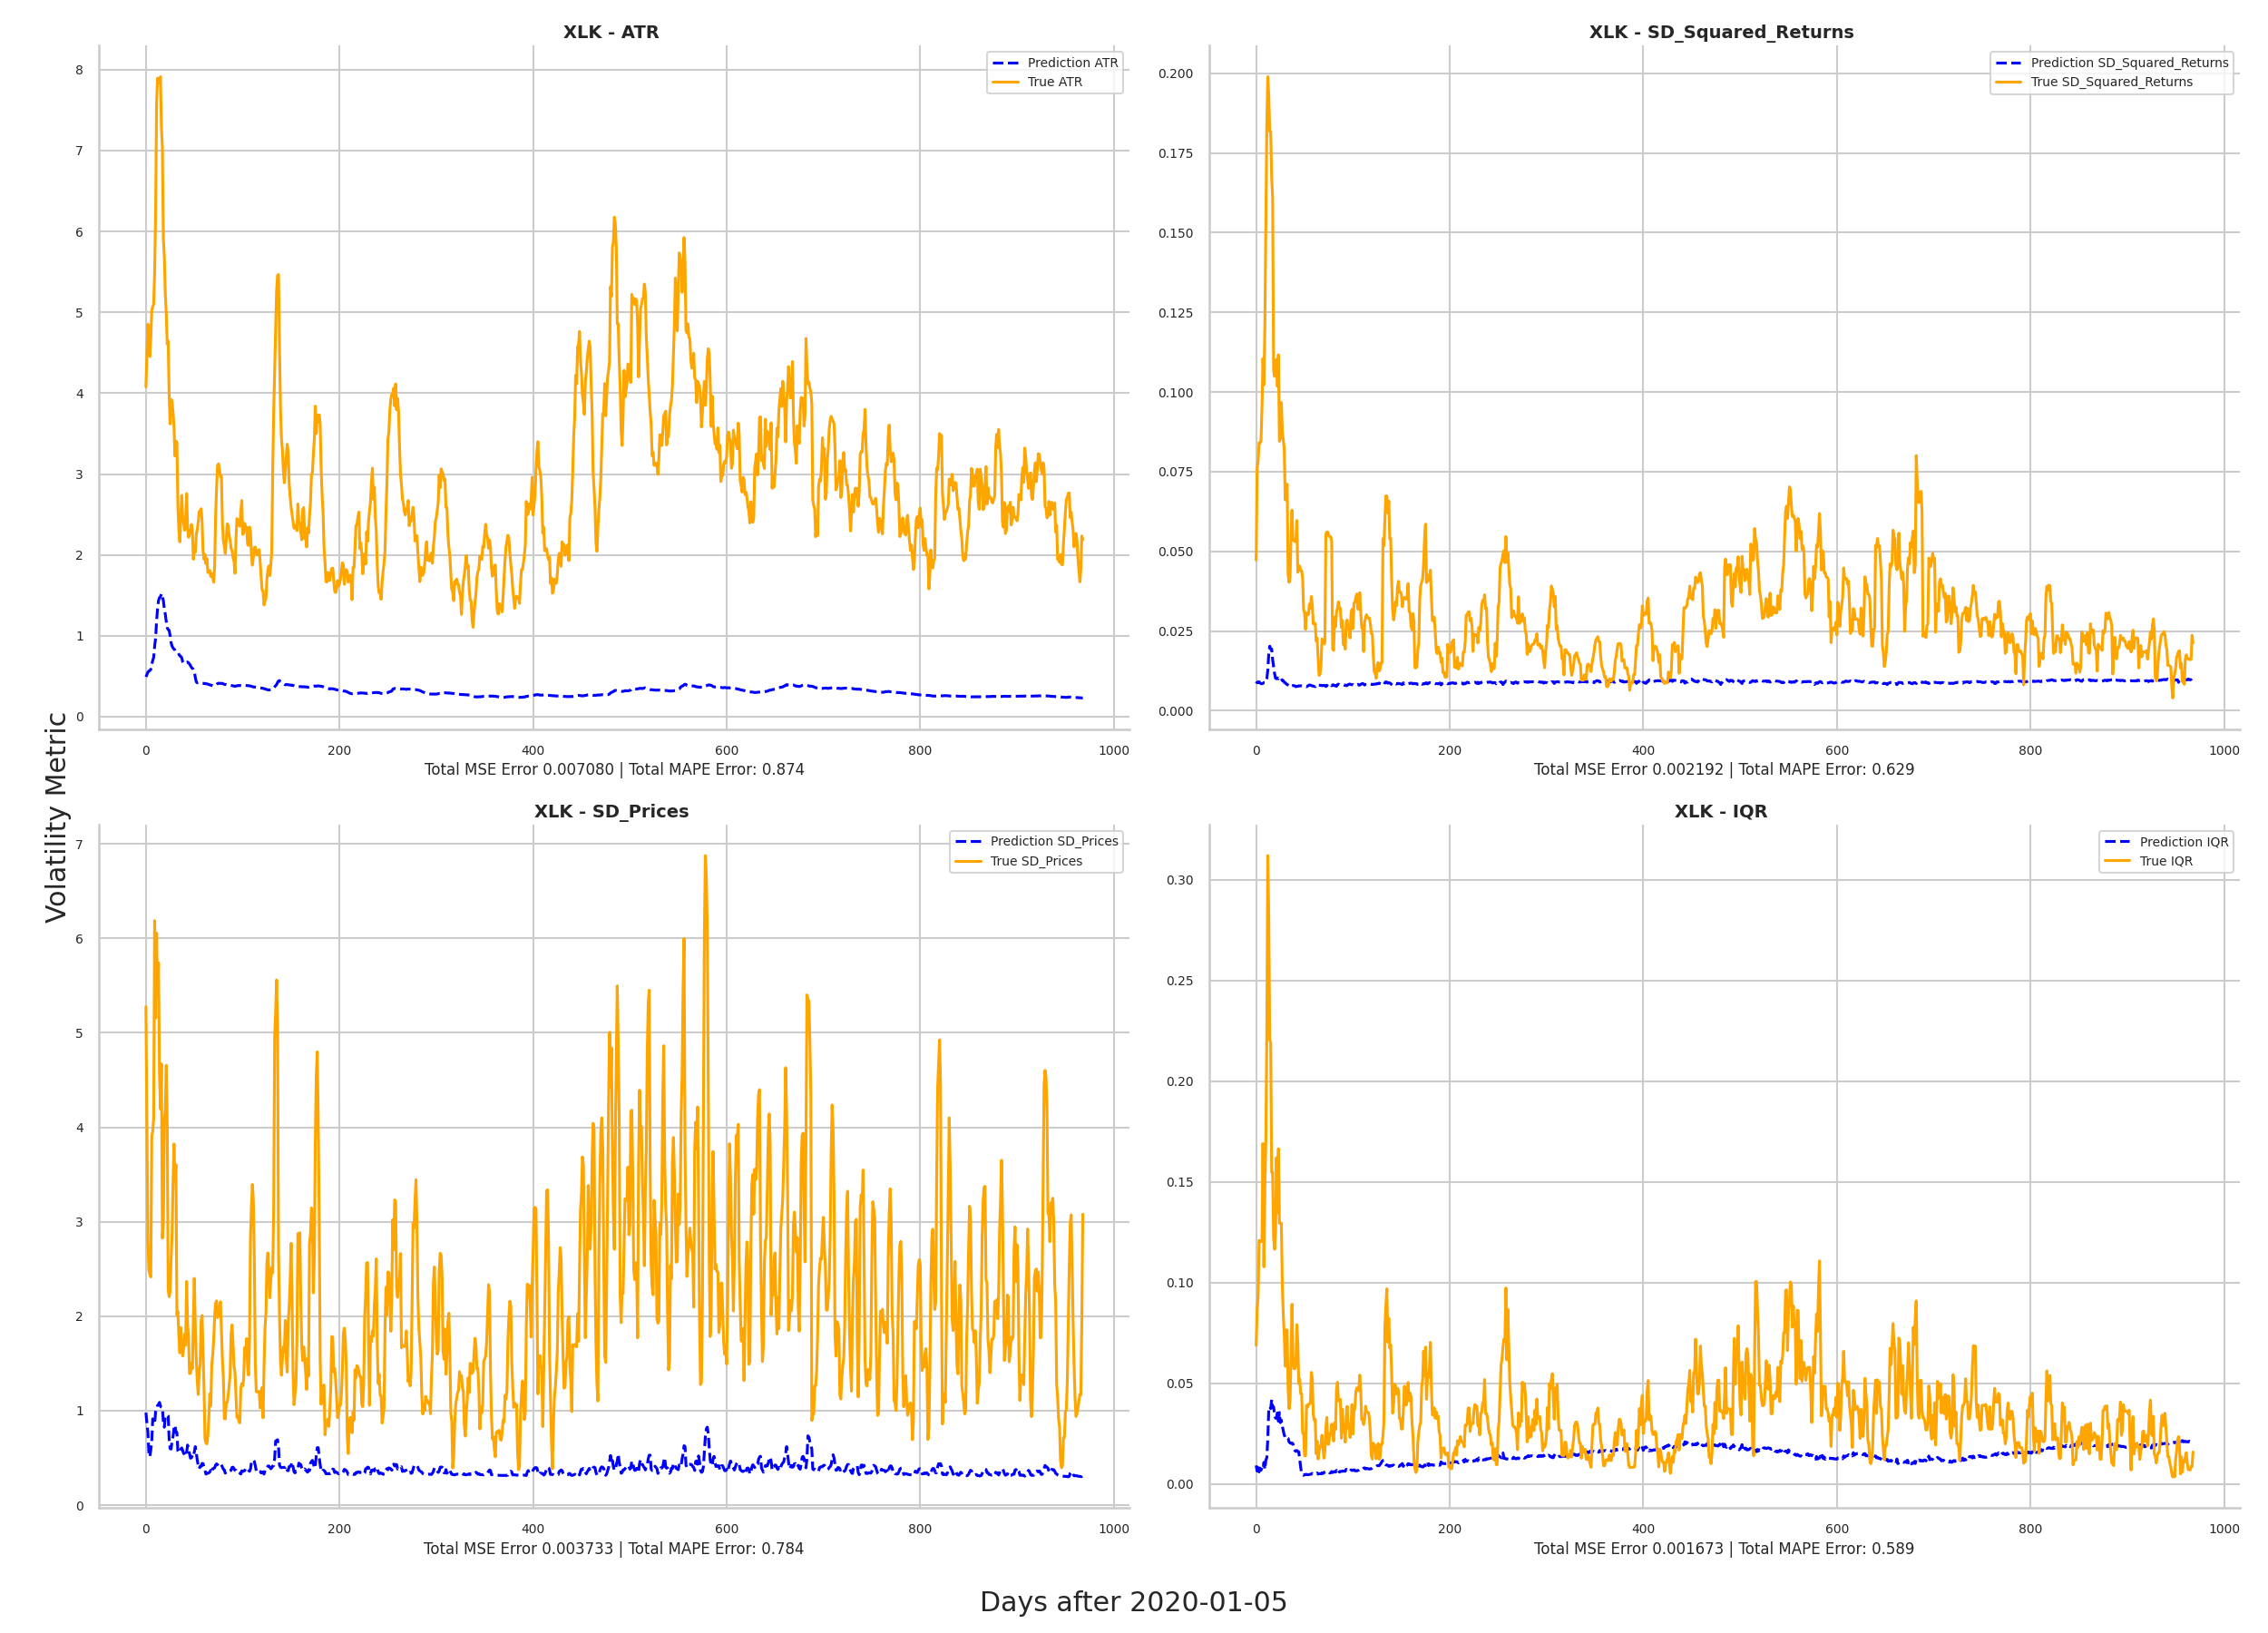 XLK - ATR
Prediction ATR
True ATR
8
7
6
5
4
3
2
1
0
0 200 400 600 800 1000
Total MSE Error 0.007080 | Total MAPE Error: 0.874
XLK - SD_Squared_Returns
Prediction SD_Squared_Returns
True SD_Squared_Returns
0.200
0.175
0.150
0.125
0.100
0.075
0.050
0.025
0.000
0 200 400 600 800 1000
Total MSE Error 0.002192 | Total MAPE Error: 0.629
Volatility Metric
XLK - SD_Prices
Prediction SD_Prices
True SD_Prices
7
6
5
4
3
2
1
0
0 200 400 600 800 1000
Total MSE Error 0.003733 | Total MAPE Error: 0.784
XLK - IQR
Prediction IQR
True IQR
0.30
0.25
0.20
0.15
0.10
0.05
0.00
0 200 400 600 800 1000
Total MSE Error 0.001673 | Total MAPE Error: 0.589
Days after 2020-01-05